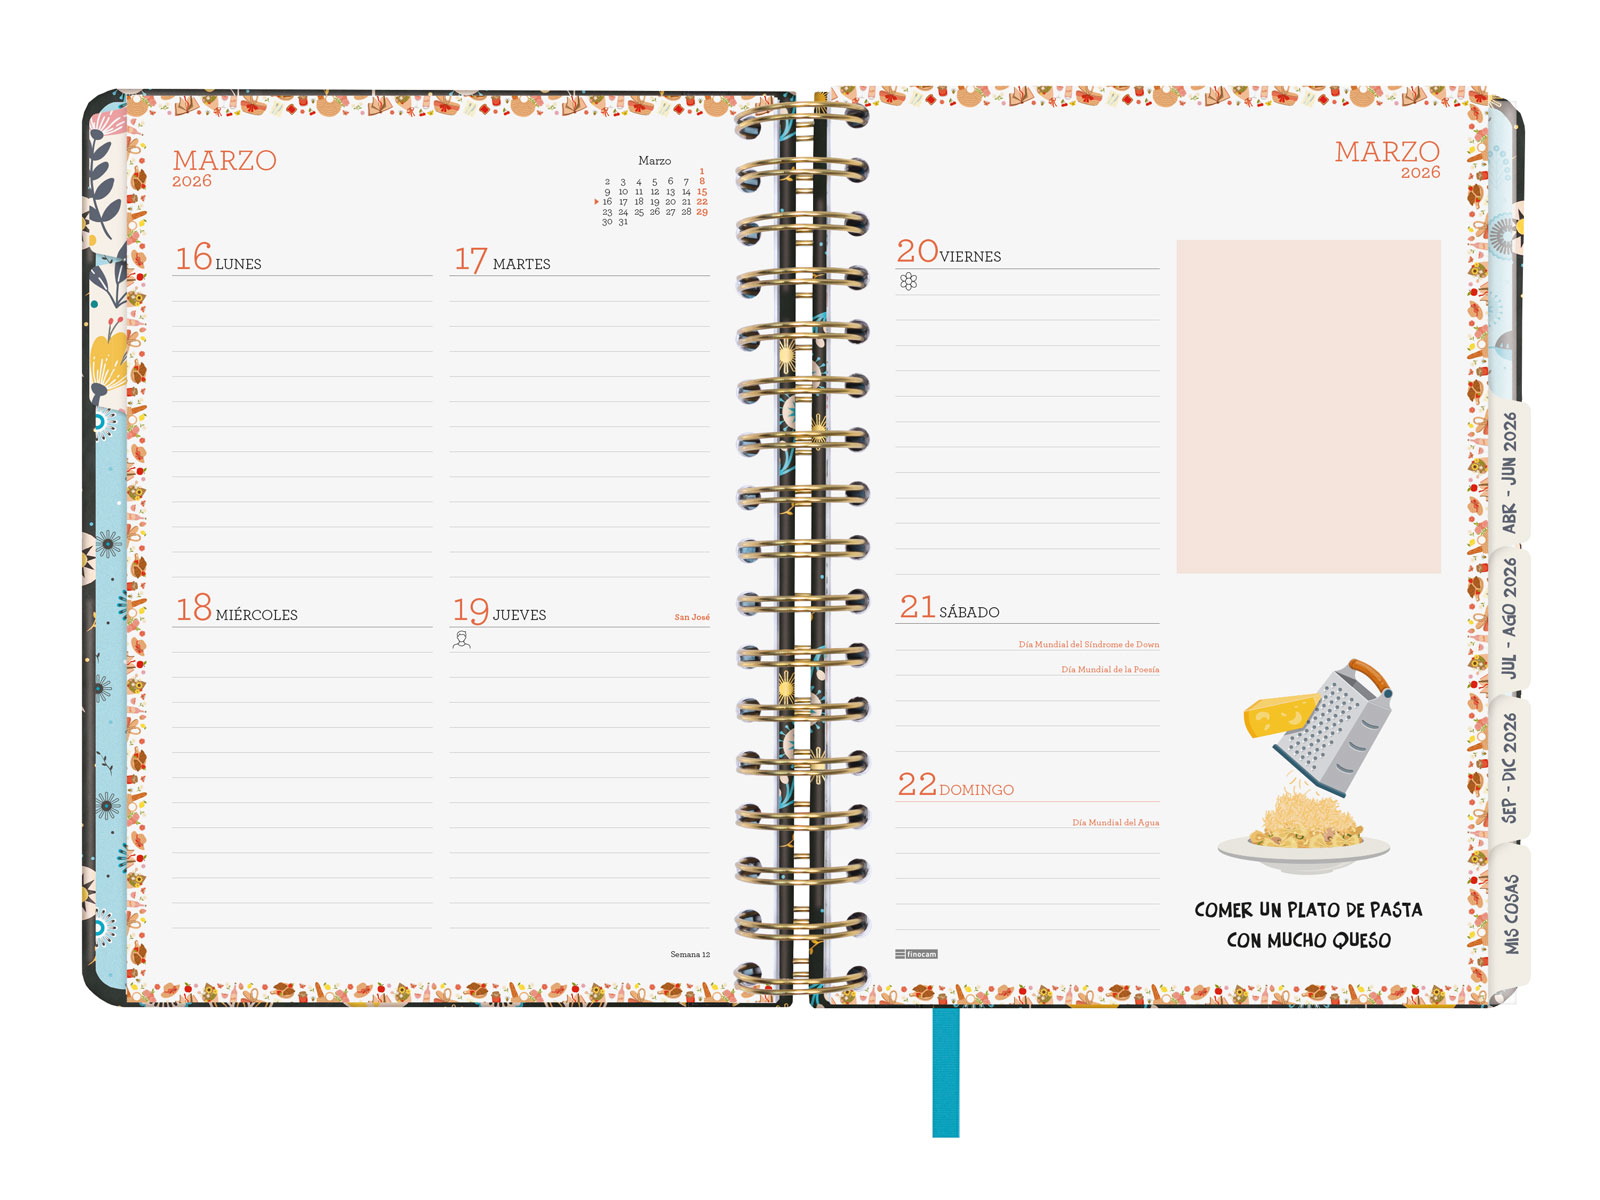 MARZO
2026
Marzo
1
2 3 4 5 6 7 8
9 10 11 12 13 14 15
16 17 18 19 20 21 22
23 24 25 26 27 28 29
30 31
16 LUNES
17 MARTES
18 MIÉRCOLES
19 JUEVES
San José
Semana 12
MARZO
2026
20 VIERNES
21 SÁBADO
Día Mundial del Síndrome de Down
Día Mundial de la Poesía
22 DOMINGO
Día Mundial del Agua
finocam
COMER UN PLATO DE PASTA
CON MUCHO QUESO
ABR - JUN 2026
JUL - AGO 2026
SEP - DIC 2026
MIS COSAS